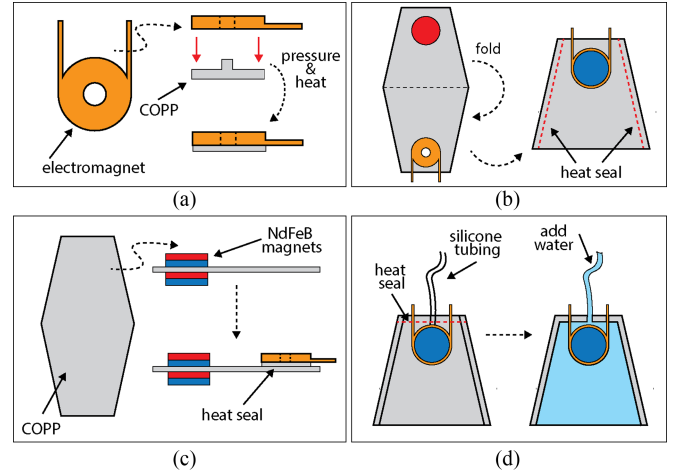 pressure
&
heat
COPP
electromagnet
(a)
fold
heat seal
(b)
NdFeB
magnets
COPP
heat seal
(c)
silicone
tubing
add
water
heat
seal
(d)